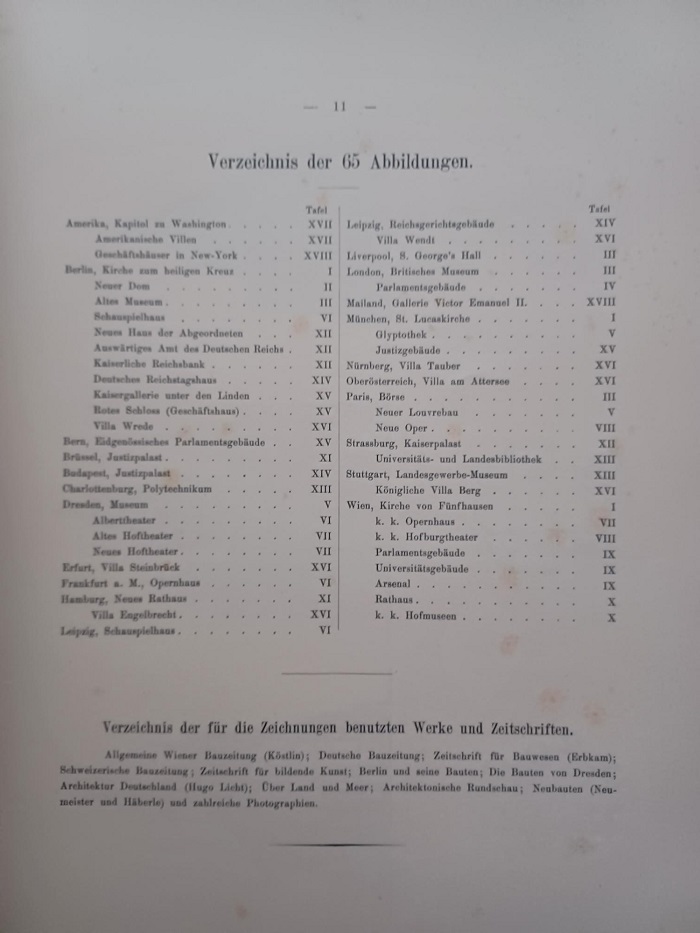 — 11 —
Verzeichnis der 65 Abbildungen.
Tafel
Amerika, Kapitol zu Washington . . . . . XVII
Amerikanische Villen . . . . . . XVII
Geschäftshäuser in New-York . . . . XVIII
Berlin, Kirche zum heiligen Kreuz . . . . I
Neuer Dom . . . . . . . . II
Altes Museum . . . . . . . . III
Schauspielhaus . . . . . . . VI
Neues Haus der Abgeordneten . . . . XII
Auswärtiges Amt des Deutschen Reichs . XII
Kaiserliche Reichsbank . . . . . . XII
Deutsches Reichstagshaus . . . . . XIV
Kaisergallerie unter den Linden . . . XV
Rotes Schloss (Geschäftshaus) . . . . XV
Villa Wrede . . . . . . . . XVI
Bern, Eidgenössisches Parlamentsgebäude . . XV
Brüssel, Justizpalast . . . . . . . . XI
Budapest, Justizpalast . . . . . . . XIV
Charlottenburg, Polytechnikum . . . . . XIII
Dresden, Museum . . . . . . . . V
Alberttheater . . . . . . . VI
Altes Hoftheater . . . . . . . VII
Neues Hoftheater . . . . . . . VII
Erfurt, Villa Steinbrück . . . . . . . XVI
Frankfurt a. M., Opernhaus . . . . . . VI
Hamburg, Neues Rathaus . . . . . . . XI
Villa Engelbrecht . . . . . . . XVI
Leipzig, Schauspielhaus . . . . . . . VI
Tafel
Leipzig, Reichsgerichtsgebäude . . . . . XIV
Villa Wendt . . . . . . . . XVI
Liverpool, S. George's Hall . . . . . . III
London, Britisches Museum . . . . . . III
Parlamentsgebäude . . . . . . IV
Mailand, Gallerie Victor Emanuel II. . . . XVIII
München, St. Lucaskirche . . . . . . . I
Glyptothek . . . . . . . . . V
Justizgebäude . . . . . . . . XV
Nürnberg, Villa Tauber . . . . . . . XVI
Oberösterreich, Villa am Attersee . . . . XVI
Paris, Börse . . . . . . . . . . III
Neuer Louvrebau . . . . . . . V
Neue Oper . . . . . . . . . VIII
Strassburg, Kaiserpalast . . . . . . . XII
Universitäts- und Landesbibliothek . . XIII
Stuttgart, Landesgewerbe-Museum . . . . XIII
Königliche Villa Berg . . . . . . XVI
Wien, Kirche von Fünfhausen . . . . . I
k. k. Opernhaus . . . . . . . . VII
k. k. Hofburgtheater . . . . . . VIII
Parlamentsgebäude . . . . . . . IX
Universitätsgebäude . . . . . . . IX
Arsenal . . . . . . . . . . IX
Rathaus . . . . . . . . . . X
k. k. Hofmuseen . . . . . . . . X
Verzeichnis der für die Zeichnungen benutzten Werke und Zeitschriften.
Allgemeine Wiener Bauzeitung (Köstlin); Deutsche Bauzeitung; Zeitschrift für Bauwesen (Erbkam);
Schweizerische Bauzeitung; Zeitschrift für bildende Kunst; Berlin und seine Bauten; Die Bauten von Dresden;
Architektur Deutschland (Hugo Licht); Über Land und Meer; Architektonische Rundschau; Neubauten (Neu-
meister und Häberle) und zahlreiche Photographien.